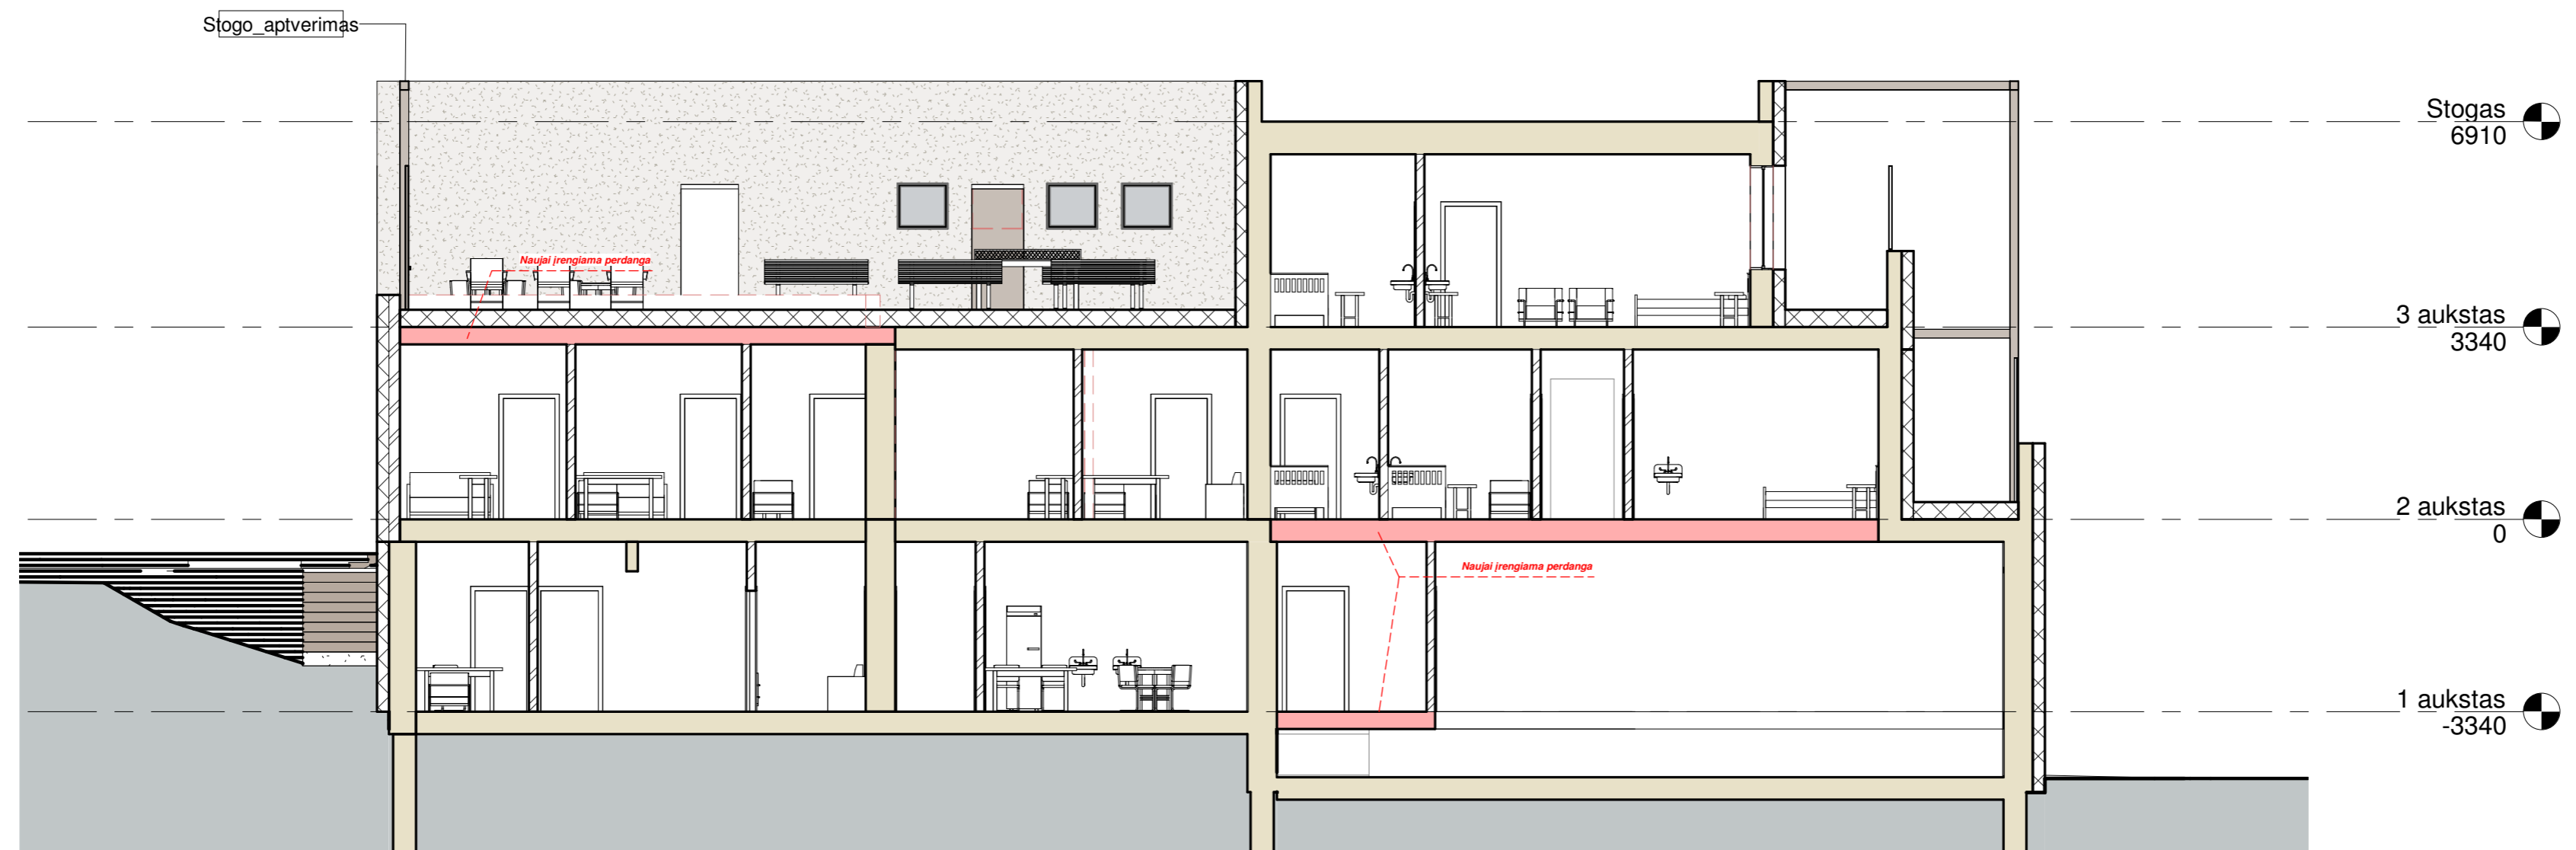 Stogo_aptverimas
Stogas
6910
Naujai įrengiama perdanga
3 aukstas
3340
2 aukstas
0
Naujai įrengiama perdanga
1 aukstas
-3340